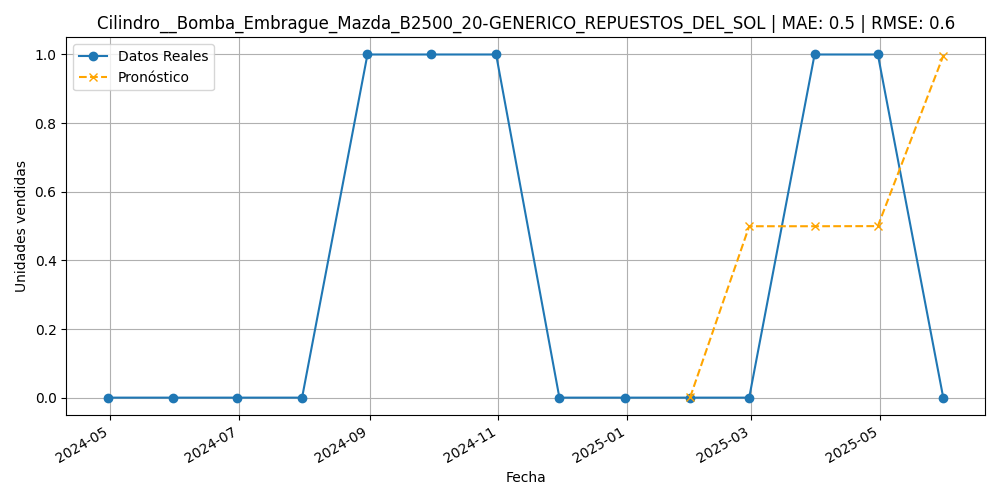 Cilindro__Bomba_Embrague_Mazda_B2500_20-GENERICO_REPUESTOS_DEL_SOL | MAE: 0.5 | RMSE: 0.6
Datos Reales
Pronóstico
Unidades vendidas
1.0
0.8
0.6
0.4
0.2
0.0
2024-05
2024-07
2024-09
2024-11
2025-01
2025-03
2025-05
Fecha